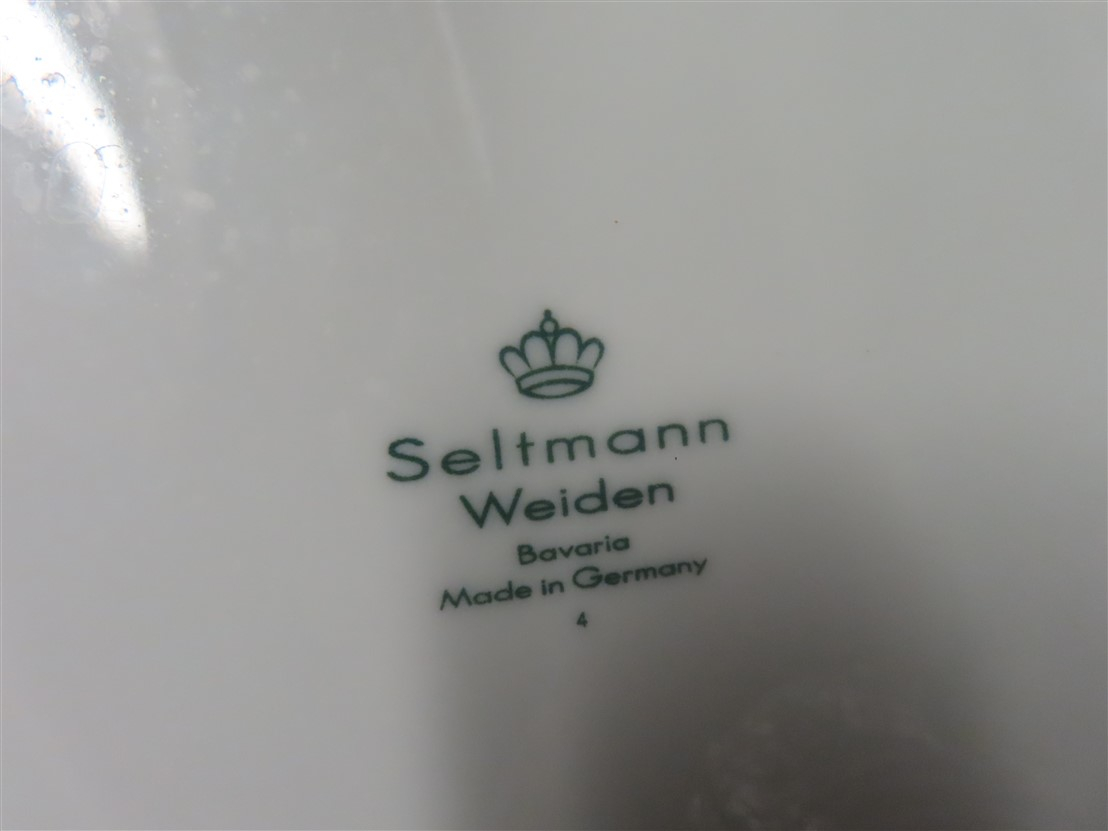 Seltmann
Weiden
Bavaria
Made in Germany
4